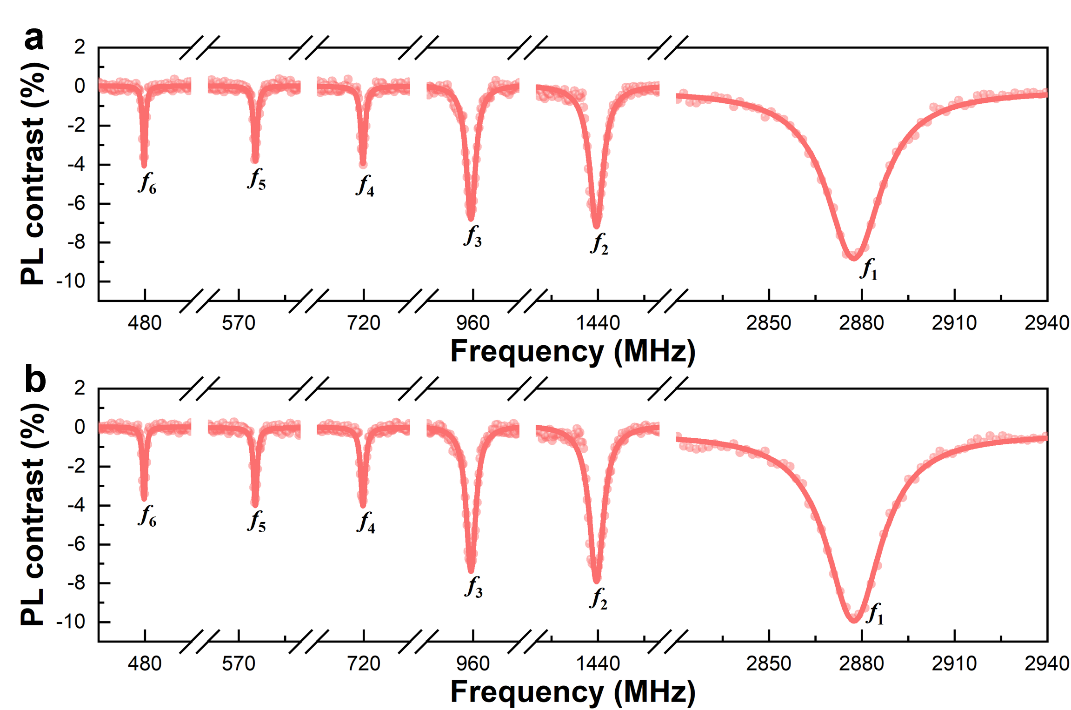 a
PL contrast (%)
2
0
-2
-4
-6
-8
-10
f6
f5
f4
f3
f2
f1
480
570
720
960
1440
2850
2880
2910
2940
Frequency (MHz)
b
PL contrast (%)
2
0
-2
-4
-6
-8
-10
f6
f5
f4
f3
f2
f1
480
570
720
960
1440
2850
2880
2910
2940
Frequency (MHz)